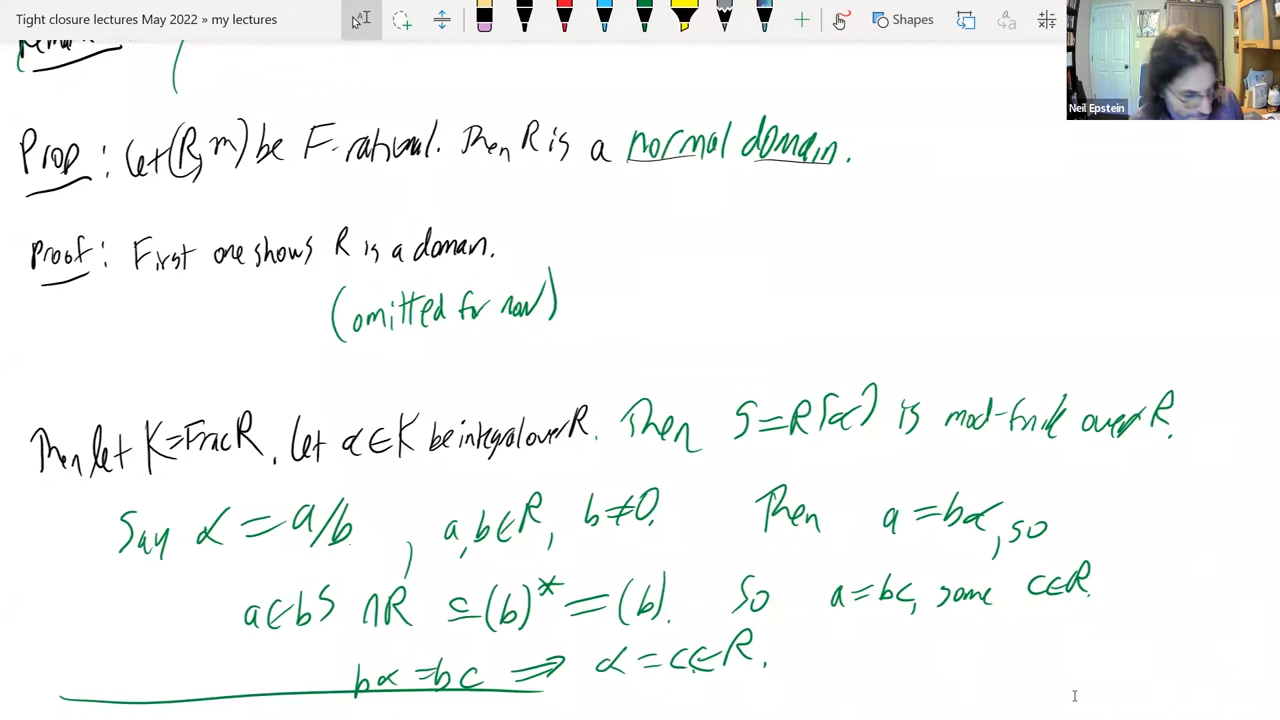 Tight closure lectures May 2022 » my lectures
Shapes
Neil Epstein
Remark
Prop: Let (R, m) be F-rational. Then R is a normal domain.
Proof: First one shows R is a domain.
(omitted for now)
Then let K=Frac R. Let α∈K be integral over R. Then S=R[α] is mod-finite over R.
Say α = a/b, a,b∈R, b≠0. Then a=bα, so
a∈bS ∩R ⊆(b)*=(b). So a=bc, some c∈R.
bα=bc ⇒ α=c∈R.